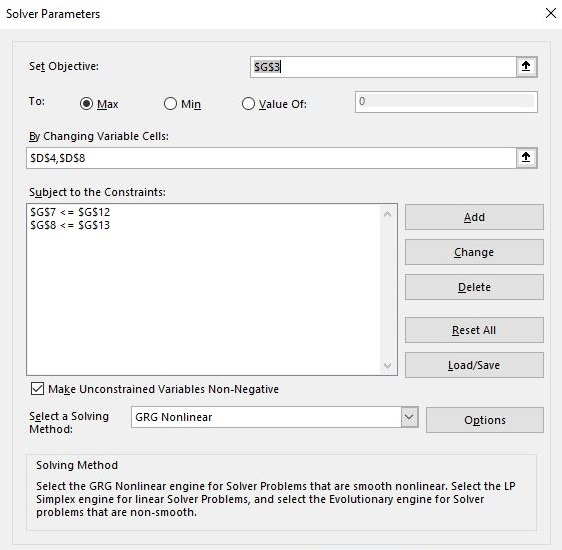 Solver Parameters
Set Objective:
$G$3
To:
Max
Min
Value Of:
0
By Changing Variable Cells:
$D$4,$D$8
Subject to the Constraints:
$G$7 <= $G$12
$G$8 <= $G$13
Add
Change
Delete
Reset All
Load/Save
Make Unconstrained Variables Non-Negative
Select a Solving
Method:
GRG Nonlinear
Options
Solving Method
Select the GRG Nonlinear engine for Solver Problems that are smooth nonlinear. Select the LP
Simplex engine for linear Solver Problems, and select the Evolutionary engine for Solver
problems that are non-smooth.